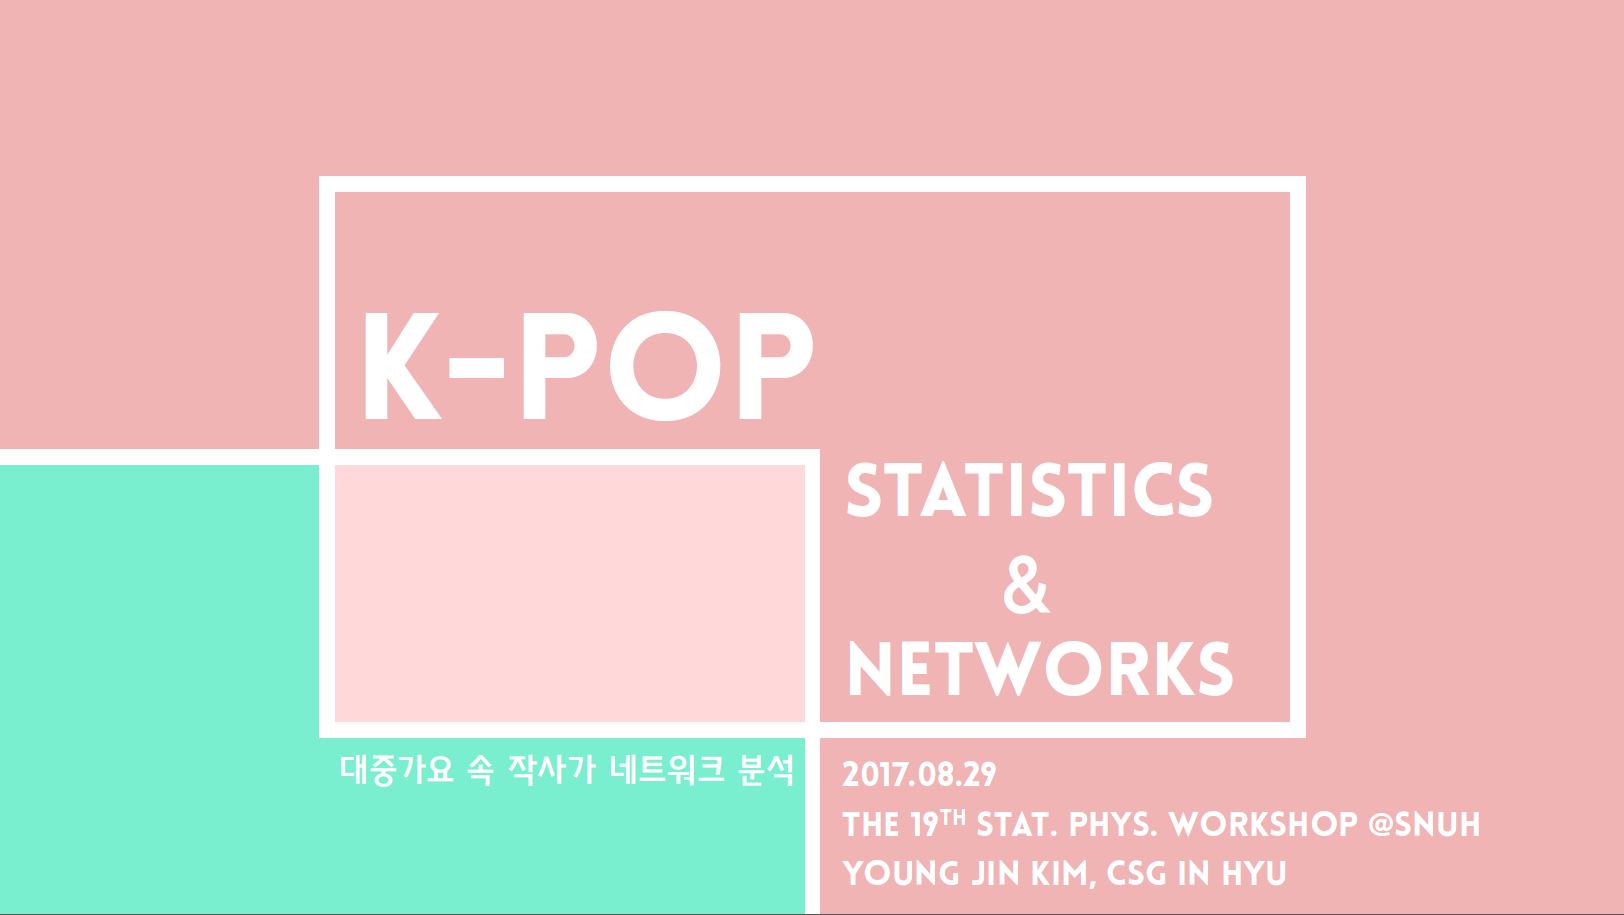 K-POP
STATISTICS
&
NETWORKS
대중가요 속 작사가 네트워크 분석
2017.08.29
THE 19TH STAT. PHYS. WORKSHOP @SNUH
YOUNG JIN KIM, CSG IN HYU